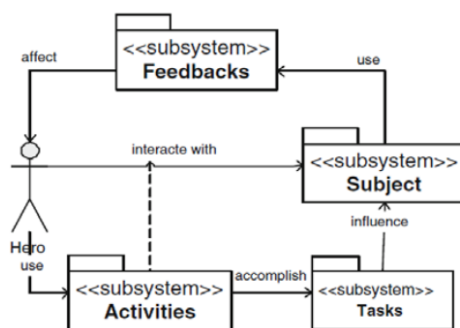 <<subsystem>>
Feedbacks
affect
use
interacte with
<<subsystem>>
Subject
Hero
use
influence
<<subsystem>>
Activities
accomplish
<<subsystem>>
Tasks